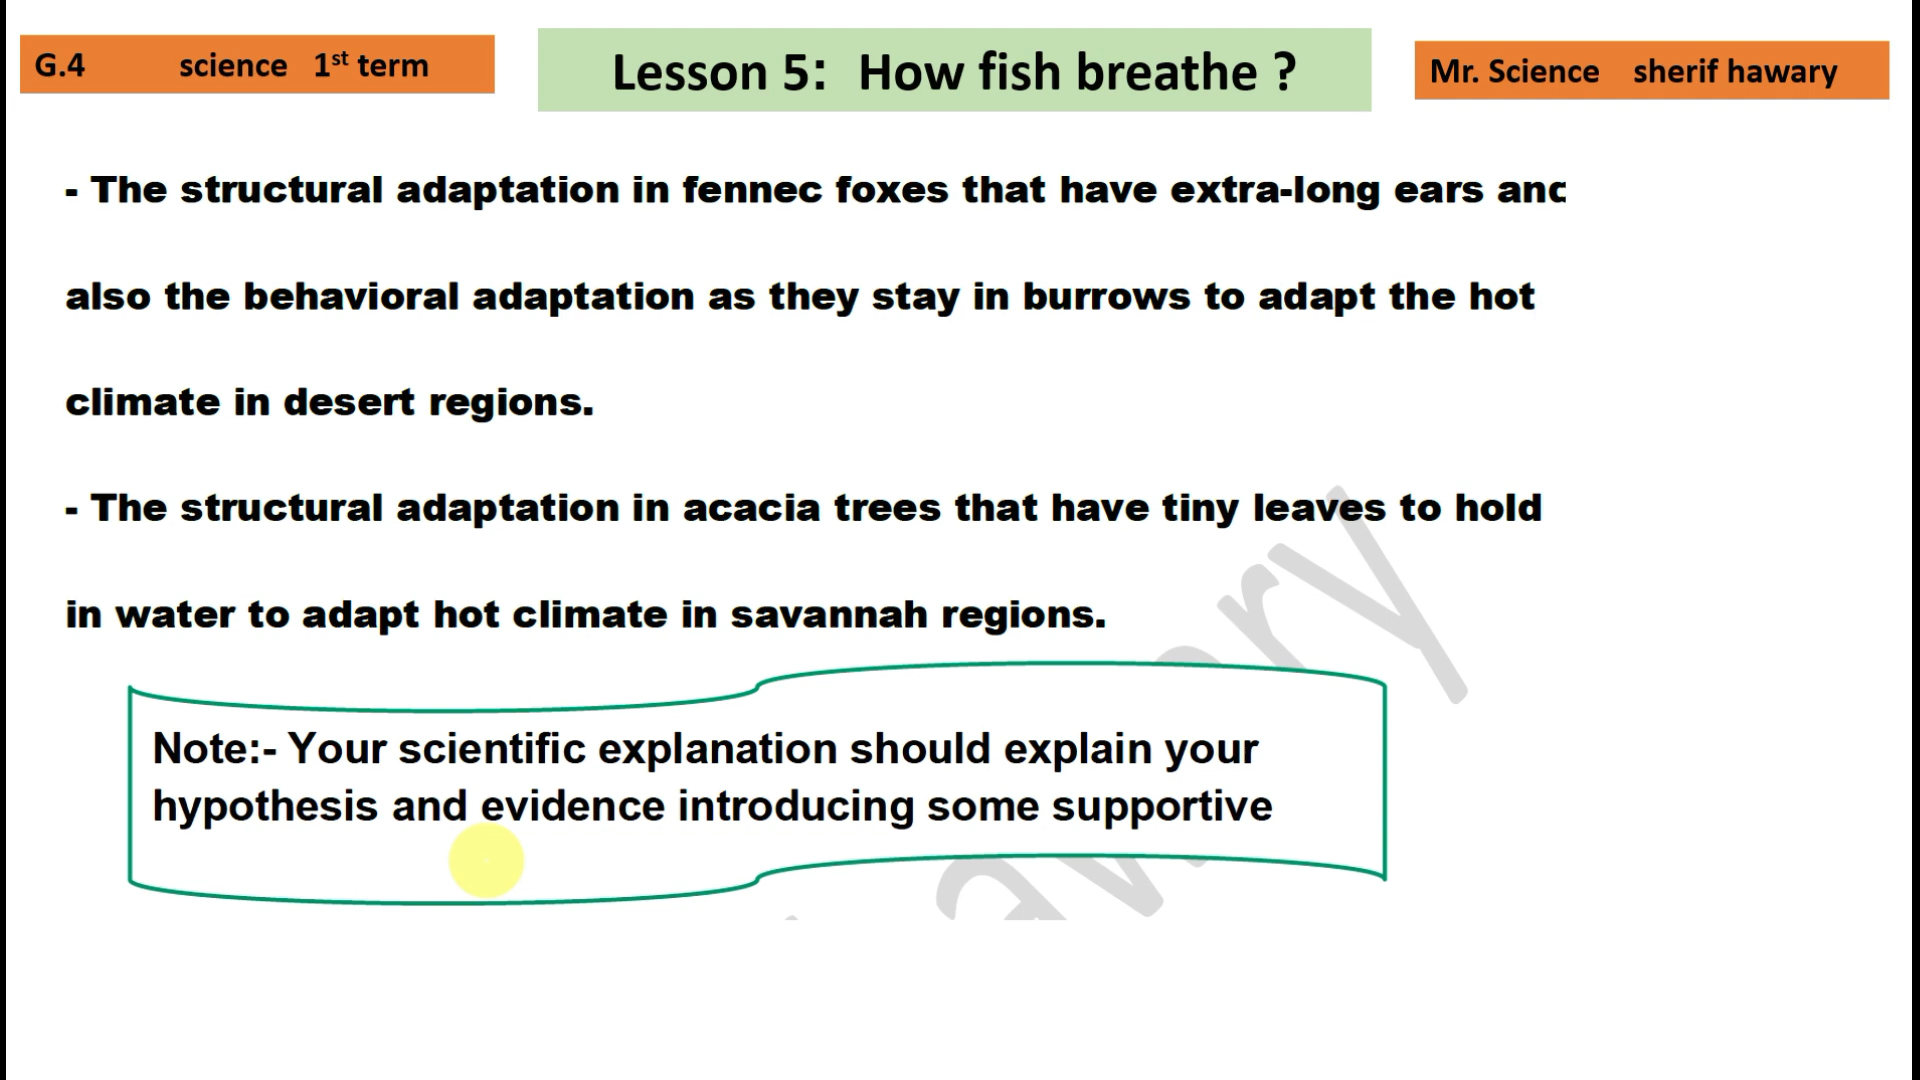 G.4 science 1st term
Lesson 5: How fish breathe ?
Mr. Science sherif hawary
- The structural adaptation in fennec foxes that have extra-long ears and
also the behavioral adaptation as they stay in burrows to adapt the hot
climate in desert regions.
- The structural adaptation in acacia trees that have tiny leaves to hold
in water to adapt hot climate in savannah regions.
Note:- Your scientific explanation should explain your
hypothesis and evidence introducing some supportive